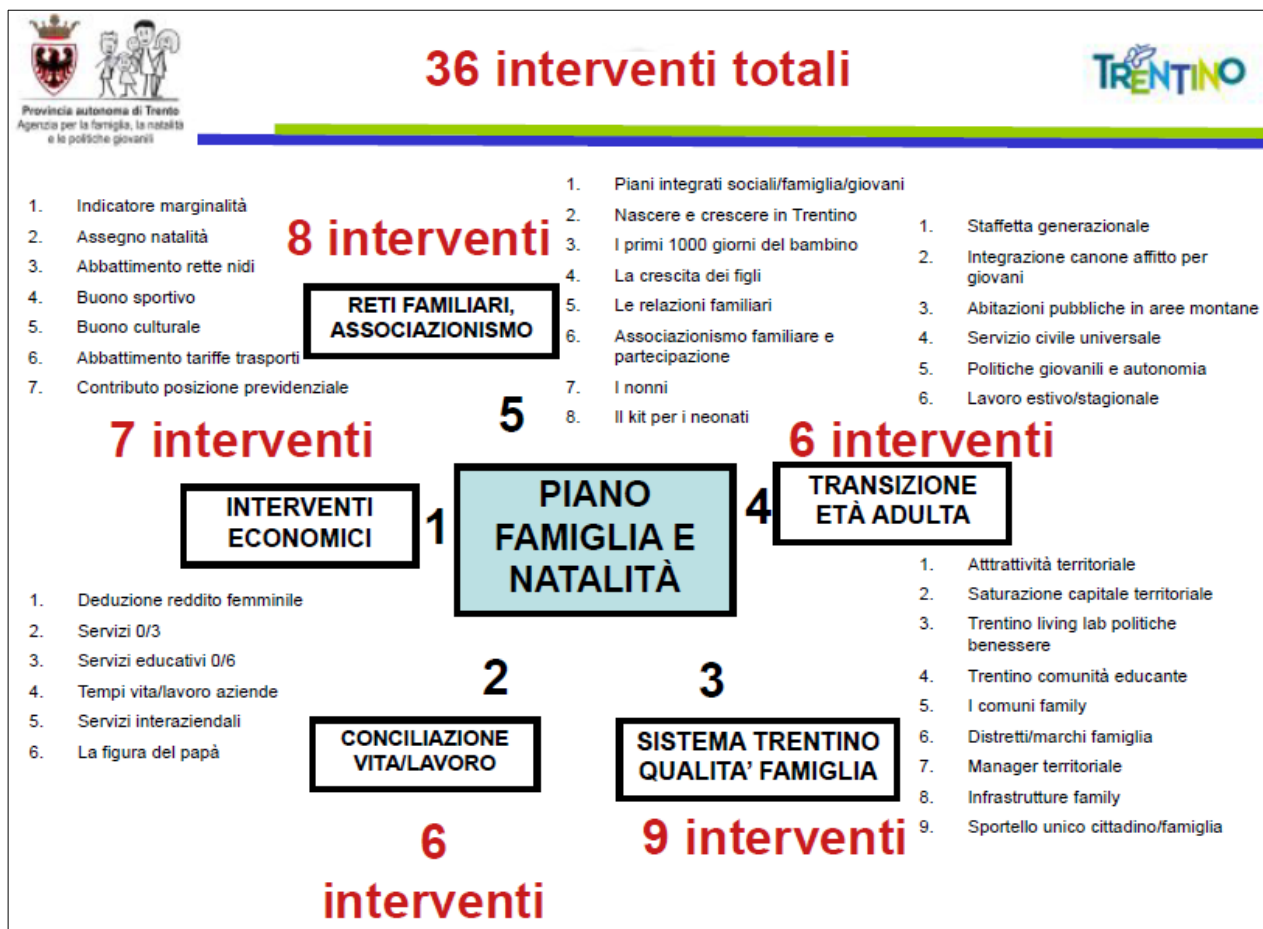 Provincia autonoma di Trento
Agenzia per la famiglia, la natalità
e le politiche giovanili
36 interventi totali
TRENTINO
1. Indicatore marginalità
2. Assegno natalità
3. Abbattimento rette nidi
4. Buono sportivo
5. Buono culturale
6. Abbattimento tariffe trasporti
7. Contributo posizione previdenziale
7 interventi
INTERVENTI
ECONOMICI
1
8 interventi
RETI FAMILIARI,
ASSOCIAZIONISMO
5
1. Piani integrati sociali/famiglia/giovani
2. Nascere e crescere in Trentino
3. I primi 1000 giorni del bambino
4. La crescita dei figli
5. Le relazioni familiari
6. Associazionismo familiare e
partecipazione
7. I nonni
8. Il kit per i neonati
1. Staffetta generazionale
2. Integrazione canone affitto per
giovani
3. Abitazioni pubbliche in aree montane
4. Servizio civile universale
5. Politiche giovanili e autonomia
6. Lavoro estivo/stagionale
6 interventi
4
TRANSIZIONE
ETÀ ADULTA
PIANO
FAMIGLIA E
NATALITÀ
1. Deduzione reddito femminile
2. Servizi 0/3
3. Servizi educativi 0/6
4. Tempi vita/lavoro aziende
5. Servizi interaziendali
6. La figura del papà
2
CONCILIAZIONE
VITA/LAVORO
6
interventi
3
SISTEMA TRENTINO
QUALITA' FAMIGLIA
9 interventi
1. Atttrattività territoriale
2. Saturazione capitale territoriale
3. Trentino living lab politiche
benessere
4. Trentino comunità educante
5. I comuni family
6. Distretti/marchi famiglia
7. Manager territoriale
8. Infrastrutture family
9. Sportello unico cittadino/famiglia